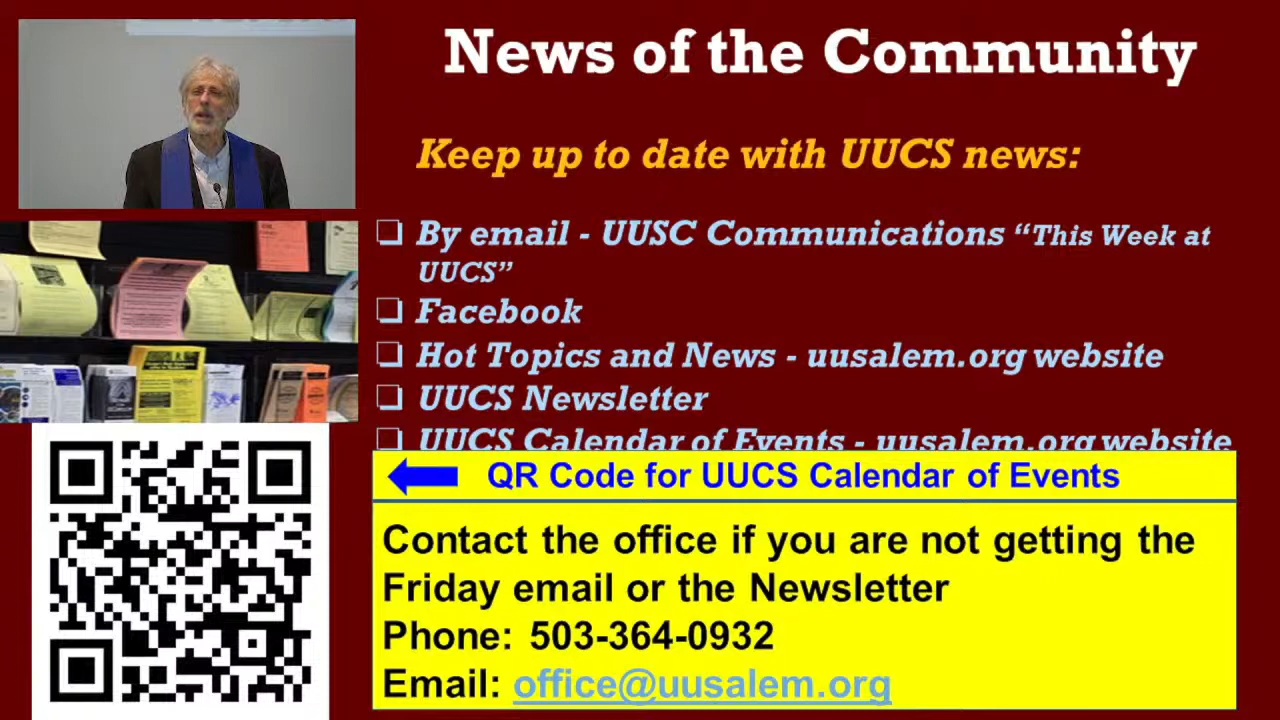 News of the Community
Keep up to date with UUCS news:
❏ By email - UUSC Communications “This Week at
UUCS”
❏ Facebook
❏ Hot Topics and News - uusalem.org website
❏ UUCS Newsletter
❏ UUCS Calendar of Events - uusalem.org website
QR Code for UUCS Calendar of Events
Contact the office if you are not getting the
Friday email or the Newsletter
Phone: 503-364-0932
Email: office@uusalem.org